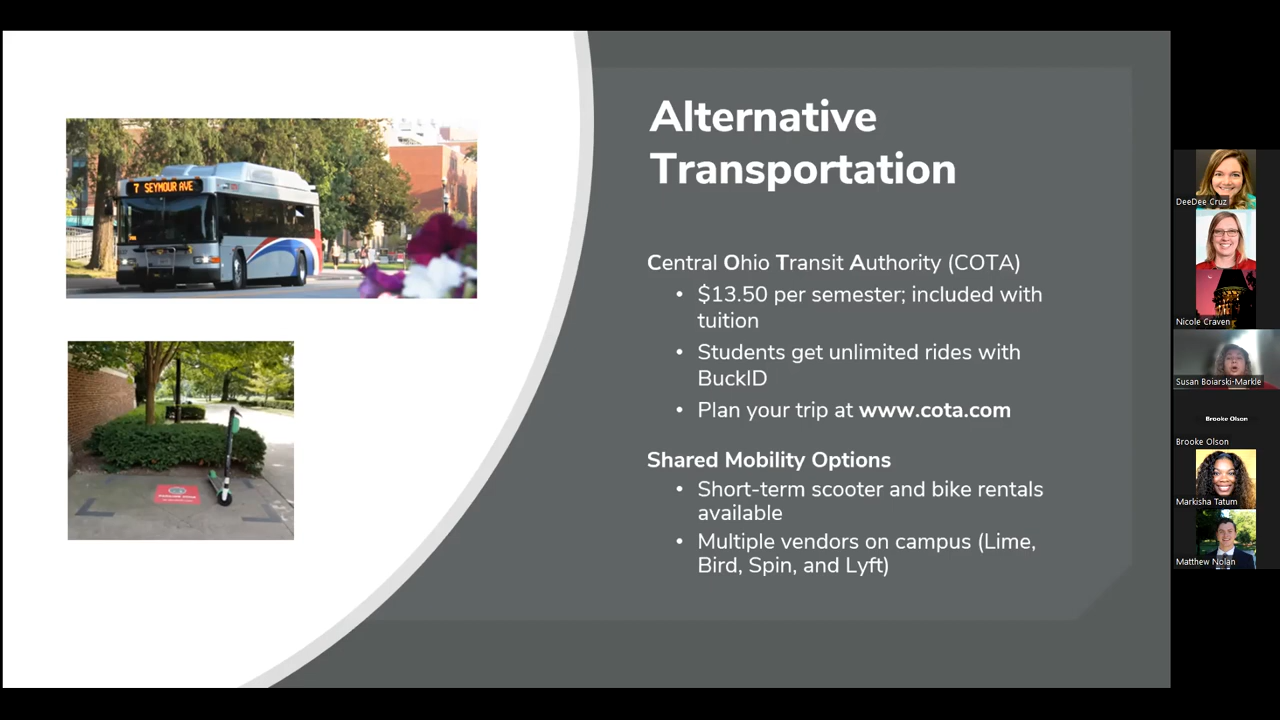 7 SEYMOUR AVE
Alternative
Transportation
Central Ohio Transit Authority (COTA)
• $13.50 per semester; included with
tuition
• Students get unlimited rides with
BuckID
• Plan your trip at www.cota.com
Shared Mobility Options
• Short-term scooter and bike rentals
available
• Multiple vendors on campus (Lime,
Bird, Spin, and Lyft)
DeeDee Cruz
Nicole Craven
Susan Boiarski-Markle
Brooke Olson
Brooke Olson
Markisha Tatum
Matthew Nolan